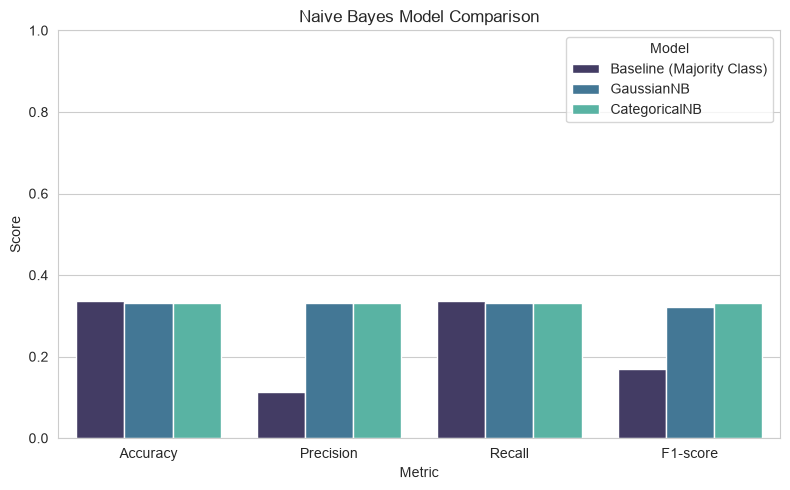 Naive Bayes Model Comparison
1.0
0.8
0.6
0.4
0.2
0.0
Score
Model
Baseline (Majority Class)
GaussianNB
CategoricalNB
Accuracy
Precision
Recall
F1-score
Metric